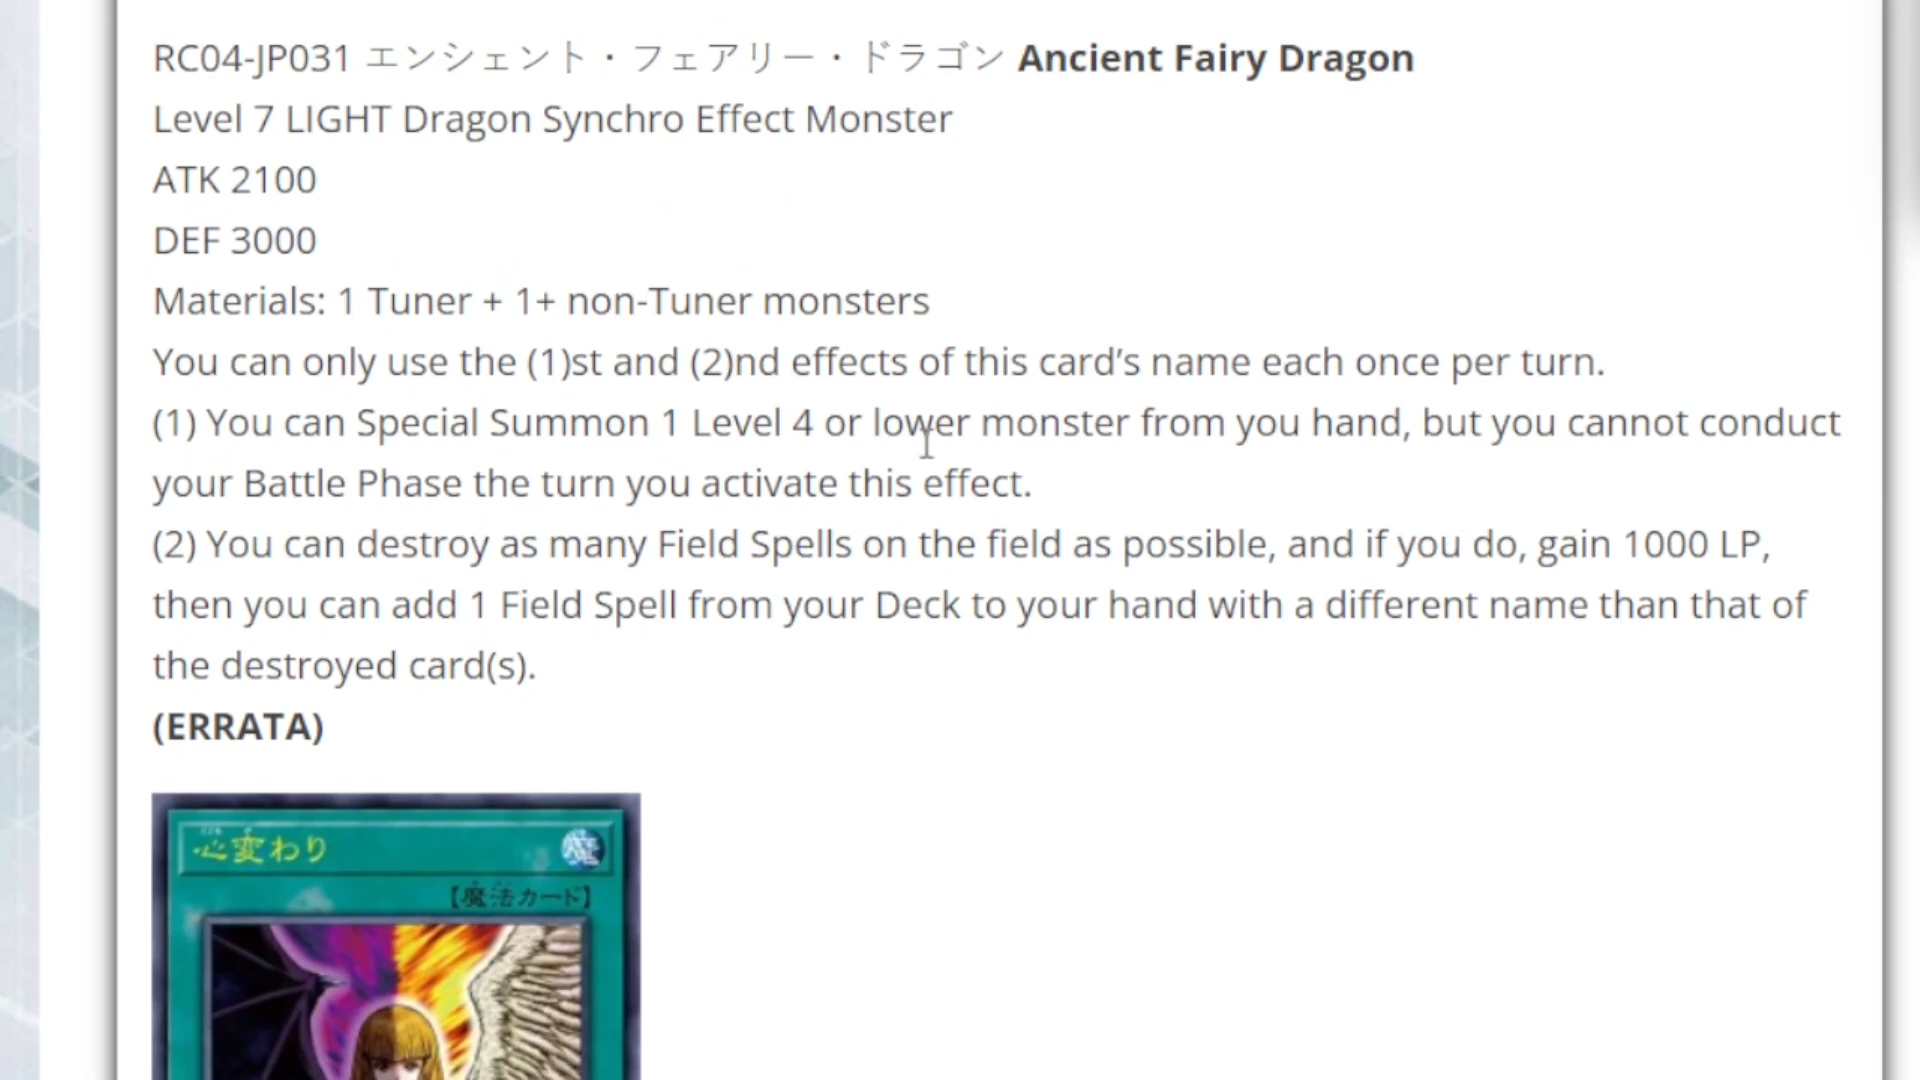 RC04-JP031 エンシェント・フェアリー・ドラゴン Ancient Fairy Dragon
Level 7 LIGHT Dragon Synchro Effect Monster
ATK 2100
DEF 3000
Materials: 1 Tuner + 1+ non-Tuner monsters
You can only use the (1)st and (2)nd effects of this card’s name each once per turn.
(1) You can Special Summon 1 Level 4 or lower monster from you hand, but you cannot conduct
your Battle Phase the turn you activate this effect.
(2) You can destroy as many Field Spells on the field as possible, and if you do, gain 1000 LP,
then you can add 1 Field Spell from your Deck to your hand with a different name than that of
the destroyed card(s).
(ERRATA)
心変わり
【魔法カード】